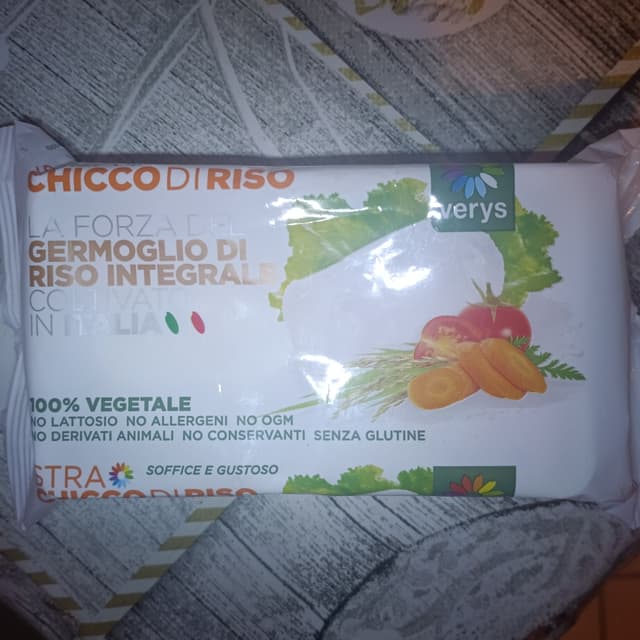 CHICCO DI RISO
verys
LA FORZA DEL
GERMOGLIO DI
RISO INTEGRALE
COLTIVATO
IN ITALIA
100% VEGETALE
NO LATTOSIO NO ALLERGENI NO OGM
NO DERIVATI ANIMALI NO CONSERVANTI SENZA GLUTINE
STRA SOFFICE E GUSTOSO
CHICCO DI RISO